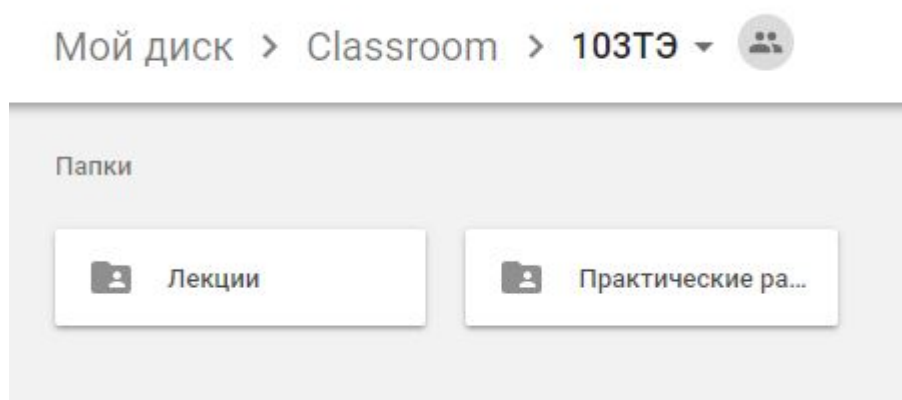 Мой диск > Classroom > 103ТЭ
Папки
Лекции
Практические ра...